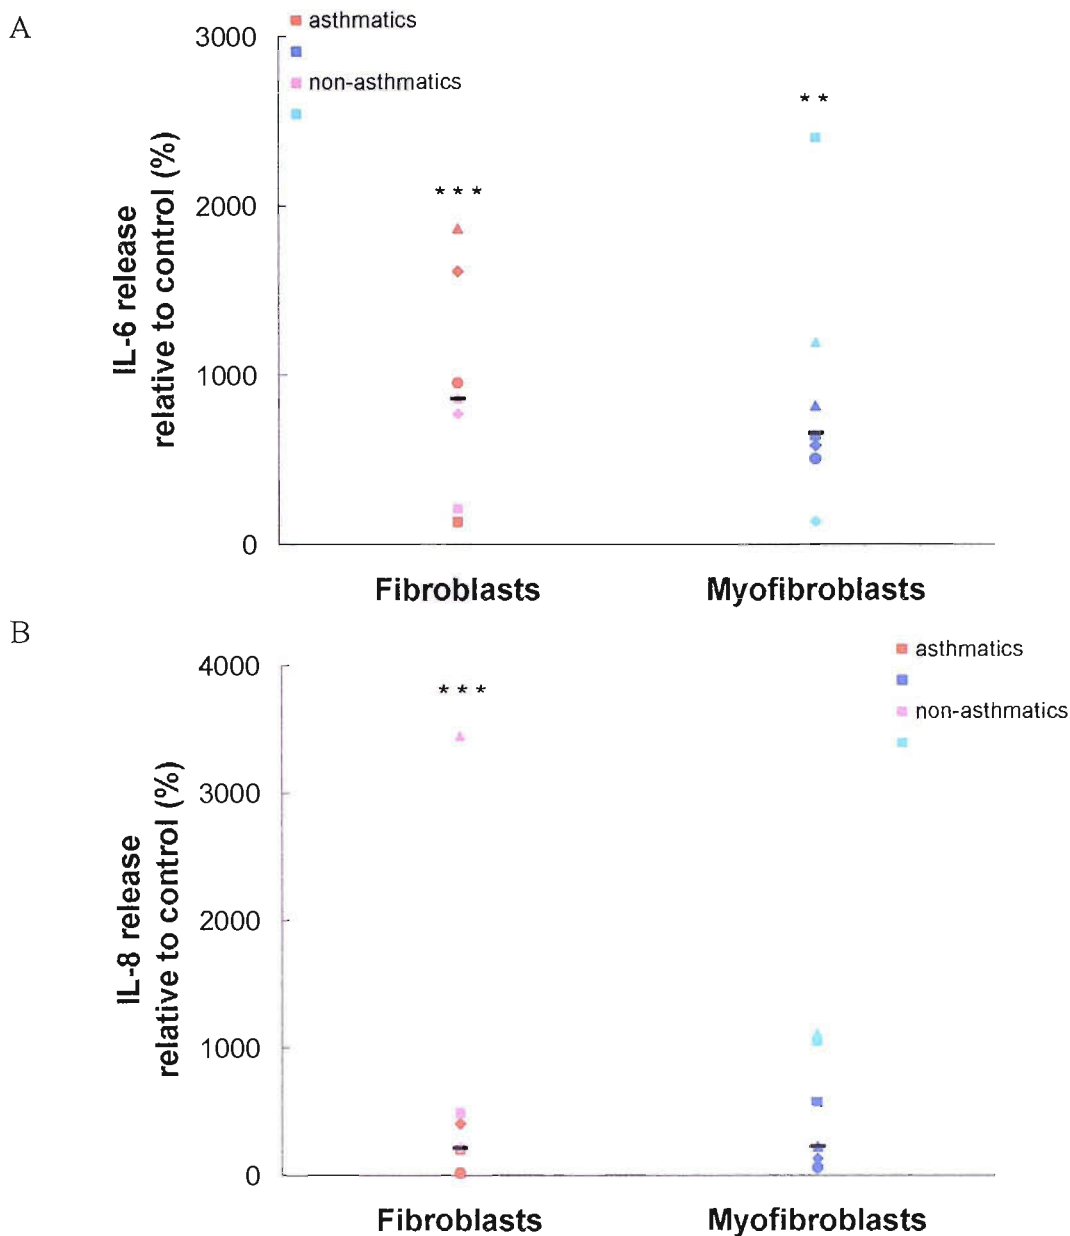 A
asthmatics
non-asthmatics
3000
2000
1000
0
IL-6 release
relative to control (%)
* * *
* *
Fibroblasts
Myofibroblasts
B
asthmatics
non-asthmatics
4000
3000
2000
1000
0
IL-8 release
relative to control (%)
* * *
Fibroblasts
Myofibroblasts